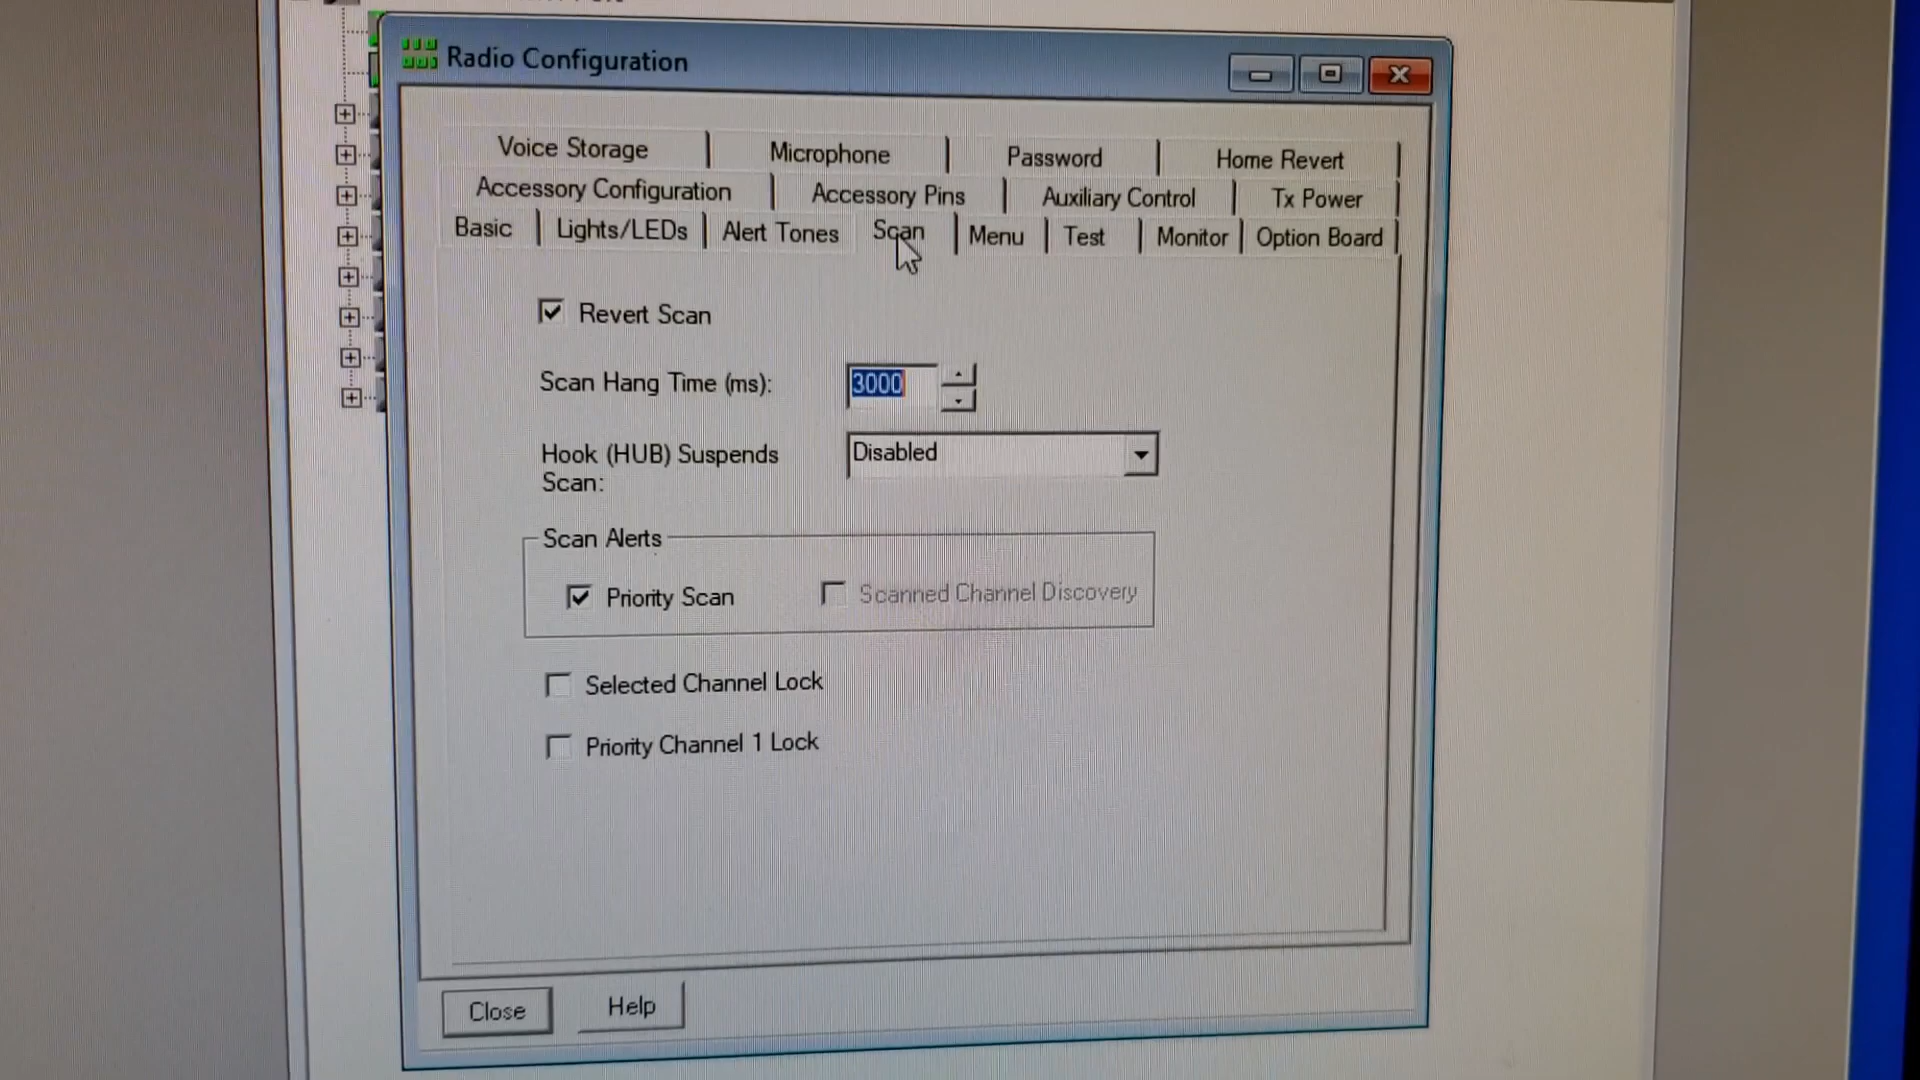 Radio Configuration
Voice Storage Microphone Password Home Revert
Accessory Configuration Accessory Pins Auxiliary Control Tx Power
Basic Lights/LEDs Alert Tones Scan Menu Test Monitor Option Board
Revert Scan
Scan Hang Time (ms): 3000
Hook (HUB) Suspends Scan: Disabled
Scan Alerts
Priority Scan Scanned Channel Discovery
Selected Channel Lock
Priority Channel 1 Lock
Close Help